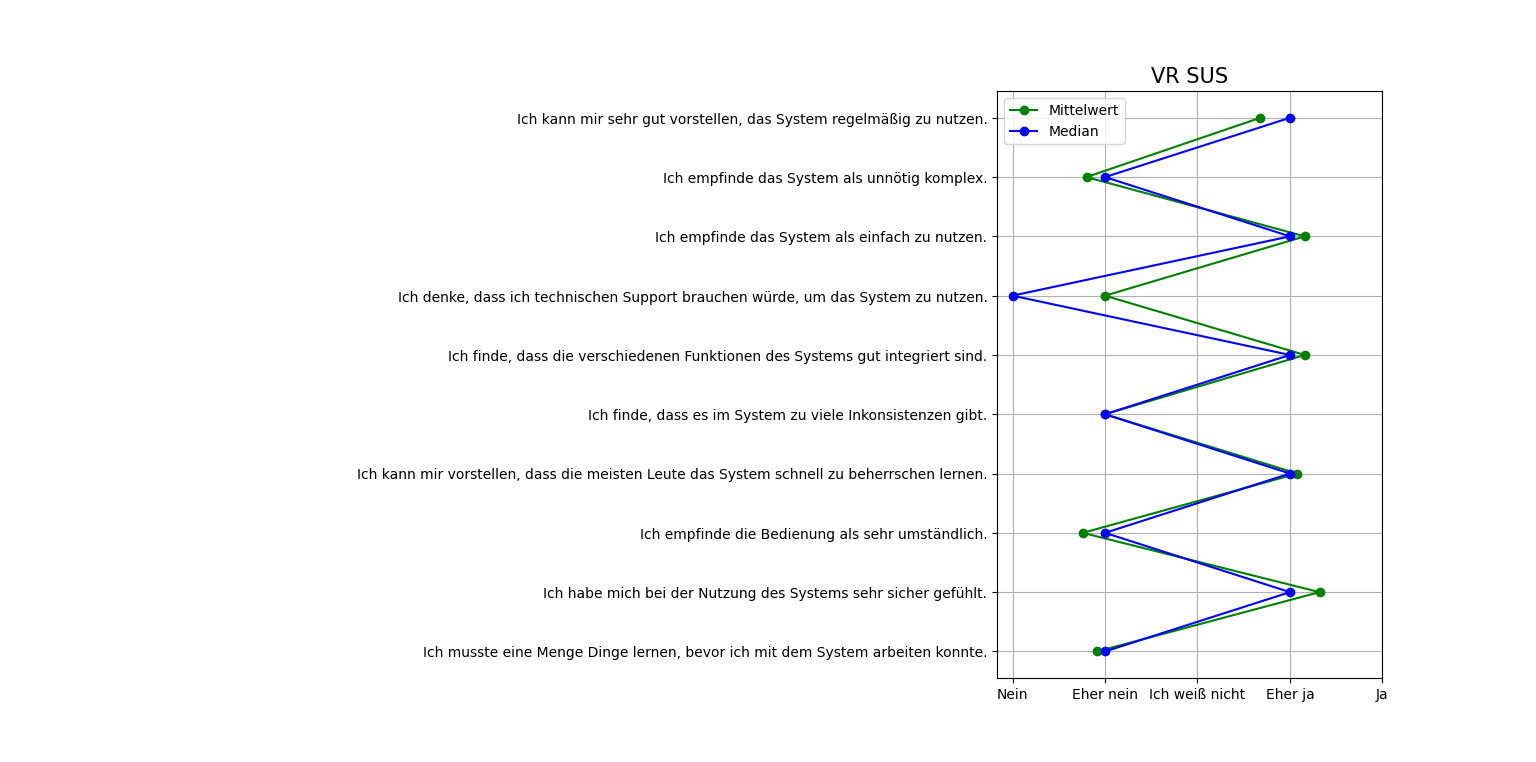 VR SUS
Mittelwert
Median
Ich kann mir sehr gut vorstellen, das System regelmäßig zu nutzen.
Ich empfinde das System als unnötig komplex.
Ich empfinde das System als einfach zu nutzen.
Ich denke, dass ich technischen Support brauchen würde, um das System zu nutzen.
Ich finde, dass die verschiedenen Funktionen des Systems gut integriert sind.
Ich finde, dass es im System zu viele Inkonsistenzen gibt.
Ich kann mir vorstellen, dass die meisten Leute das System schnell zu beherrschen lernen.
Ich empfinde die Bedienung als sehr umständlich.
Ich habe mich bei der Nutzung des Systems sehr sicher gefühlt.
Ich musste eine Menge Dinge lernen, bevor ich mit dem System arbeiten konnte.
Nein Eher nein Ich weiß nicht Eher ja Ja